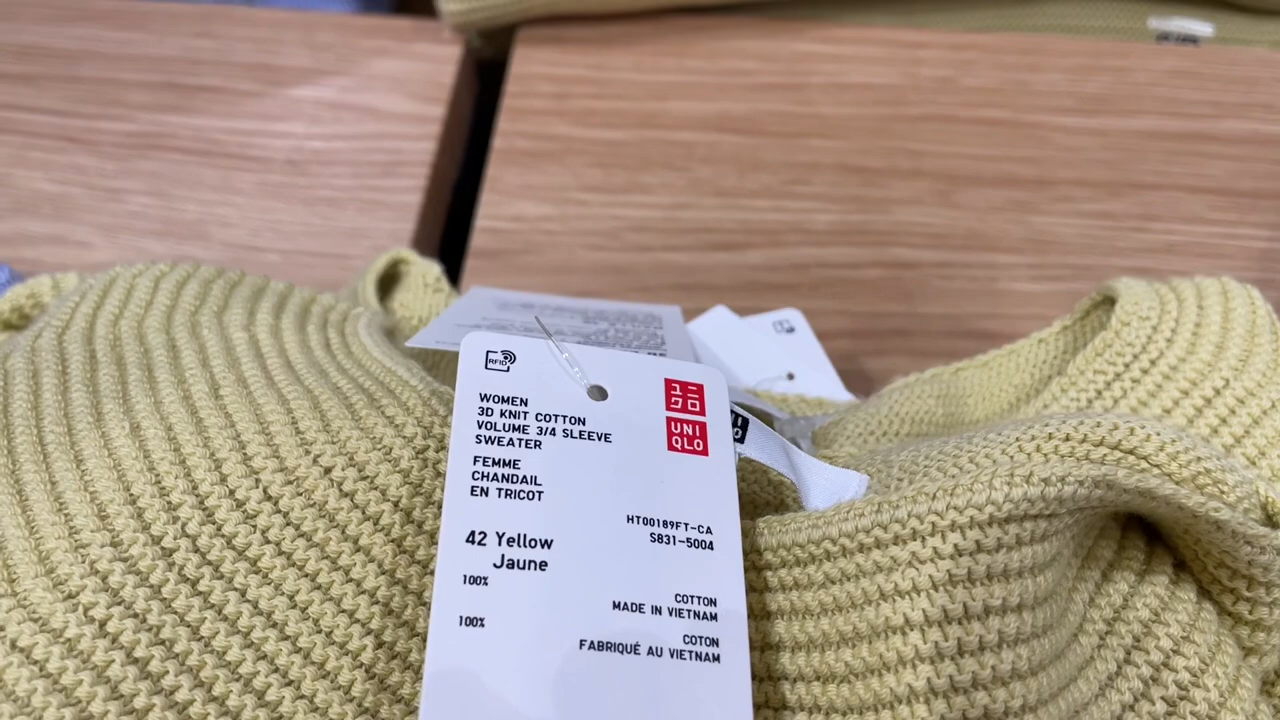 RFID
WOMEN
3D KNIT COTTON
VOLUME 3/4 SLEEVE
SWEATER
FEMME
CHANDAIL
EN TRICOT
ユニ
クロ
UNI
QLO
HT00189FT-CA
S831-5004
42 Yellow
Jaune
100%
COTTON
MADE IN VIETNAM
100%
COTON
FABRIQUÉ AU VIETNAM